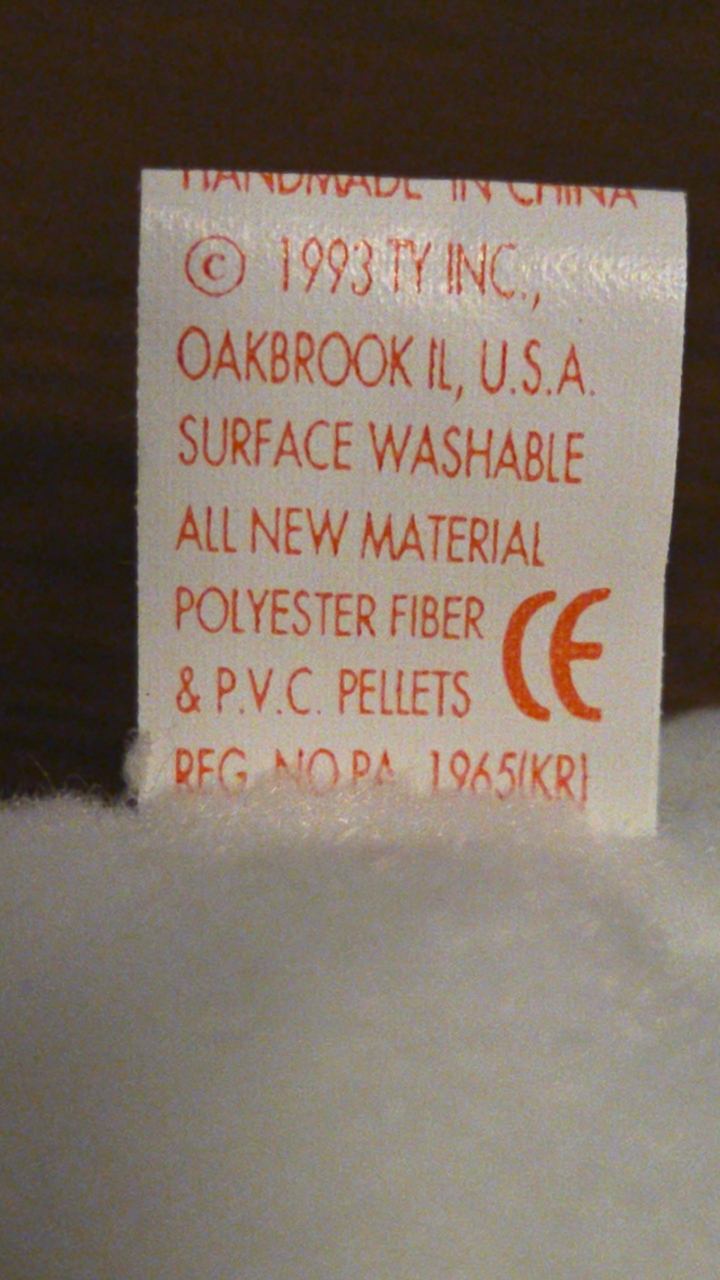 HANDMADE IN CHINA
© 1993 TY INC.,
OAKBROOK IL, U.S.A.
SURFACE WASHABLE
ALL NEW MATERIAL
POLYESTER FIBER
& P.V.C. PELLETS
CE
REG. NO.PA. 1965(KR)